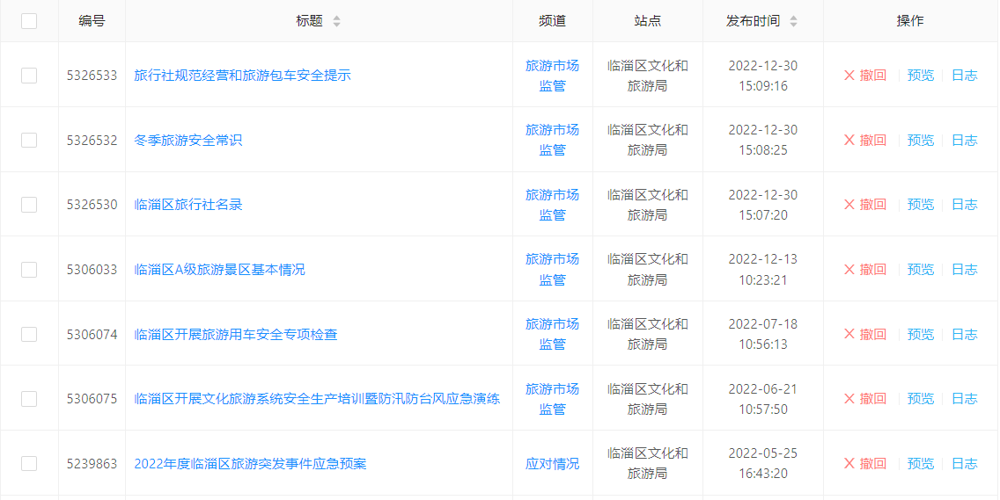 编号 标题 频道 站点 发布时间 操作
5326533 旅行社规范经营和旅游包车安全提示 旅游市场 临淄区文化和 2022-12-30 撤回 预览 日志
监管 旅游局 15:09:16
5326532 冬季旅游安全常识 旅游市场 临淄区文化和 2022-12-30 撤回 预览 日志
监管 旅游局 15:08:25
5326530 临淄区旅行社名录 旅游市场 临淄区文化和 2022-12-30 撤回 预览 日志
监管 旅游局 15:07:20
5306033 临淄区A级旅游景区基本情况 旅游市场 临淄区文化和 2022-12-13 撤回 预览 日志
监管 旅游局 10:23:21
5306074 临淄区开展旅游用车安全专项检查 旅游市场 临淄区文化和 2022-07-18 撤回 预览 日志
监管 旅游局 10:56:13
5306075 临淄区开展文化旅游系统安全生产培训暨防汛防台风应急演练 旅游市场 临淄区文化和 2022-06-21 撤回 预览 日志
监管 旅游局 10:57:50
5239863 2022年度临淄区旅游突发事件应急预案 应对情况 临淄区文化和 2022-05-25 撤回 预览 日志
旅游局 16:43:20